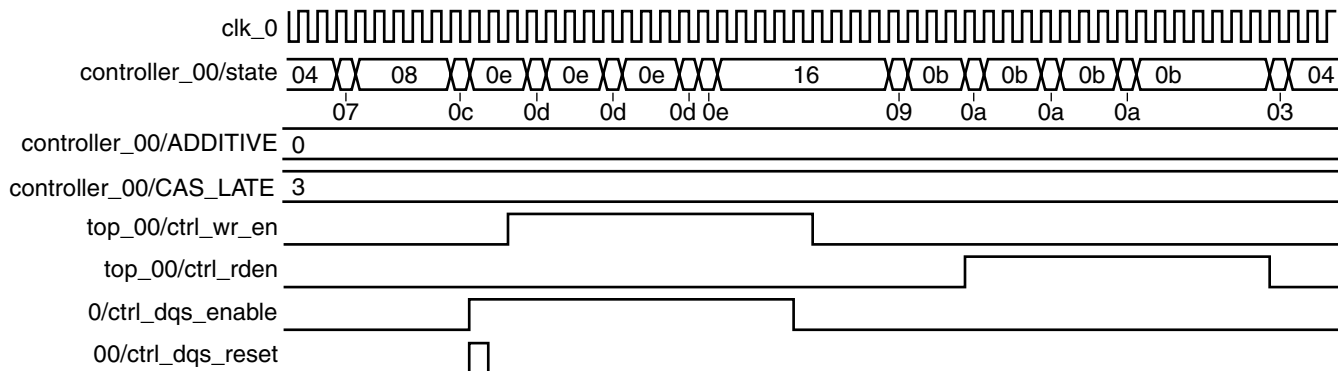 clk_0
controller_00/state 04 08 0e 0e 0e 16 0b 0b 0b 0b 04
07 0c 0d 0d 0d 0e 09 0a 0a 0a 03
controller_00/ADDITIVE 0
controller_00/CAS_LATE 3
top_00/ctrl_wr_en
top_00/ctrl_rden
0/ctrl_dqs_enable
00/ctrl_dqs_reset